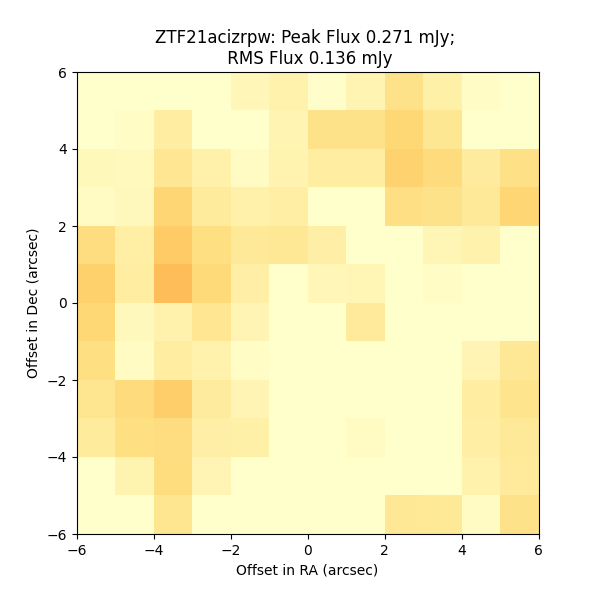 ZTF21acizrpw: Peak Flux 0.271 mJy;
RMS Flux 0.136 mJy
6
4
2
0
−2
−4
−6
Offset in Dec (arcsec)
−6 −4 −2 0 2 4 6
Offset in RA (arcsec)